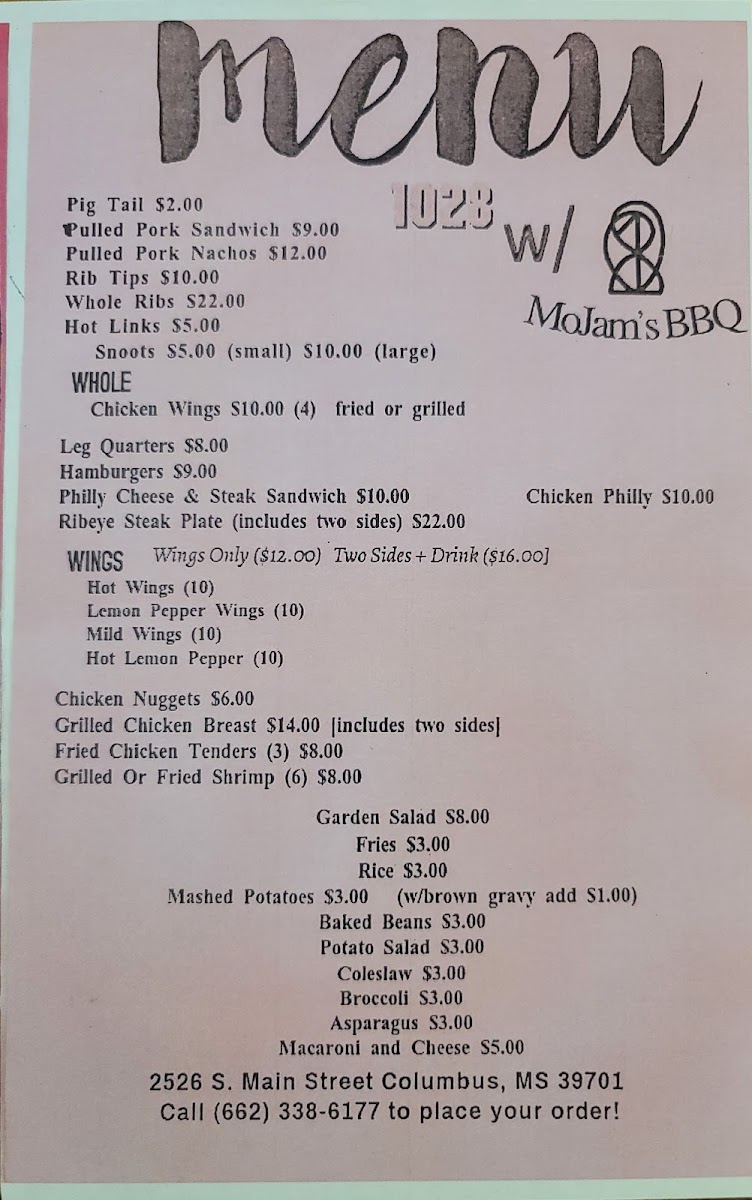 menu
1028 w/
MoJam's BBQ
Pig Tail $2.00
Pulled Pork Sandwich $9.00
Pulled Pork Nachos $12.00
Rib Tips $10.00
Whole Ribs $22.00
Hot Links $5.00
Snoots $5.00 (small) $10.00 (large)
WHOLE
Chicken Wings $10.00 (4) fried or grilled
Leg Quarters $8.00
Hamburgers $9.00
Philly Cheese & Steak Sandwich $10.00 Chicken Philly $10.00
Ribeye Steak Plate (includes two sides) $22.00
WINGS Wings Only ($12.00) Two Sides + Drink ($16.00]
Hot Wings (10)
Lemon Pepper Wings (10)
Mild Wings (10)
Hot Lemon Pepper (10)
Chicken Nuggets $6.00
Grilled Chicken Breast $14.00 [includes two sides]
Fried Chicken Tenders (3) $8.00
Grilled Or Fried Shrimp (6) $8.00
Garden Salad $8.00
Fries $3.00
Rice $3.00
Mashed Potatoes $3.00 (w/brown gravy add $1.00)
Baked Beans $3.00
Potato Salad $3.00
Coleslaw $3.00
Broccoli $3.00
Asparagus $3.00
Macaroni and Cheese $5.00
2526 S. Main Street Columbus, MS 39701
Call (662) 338-6177 to place your order!